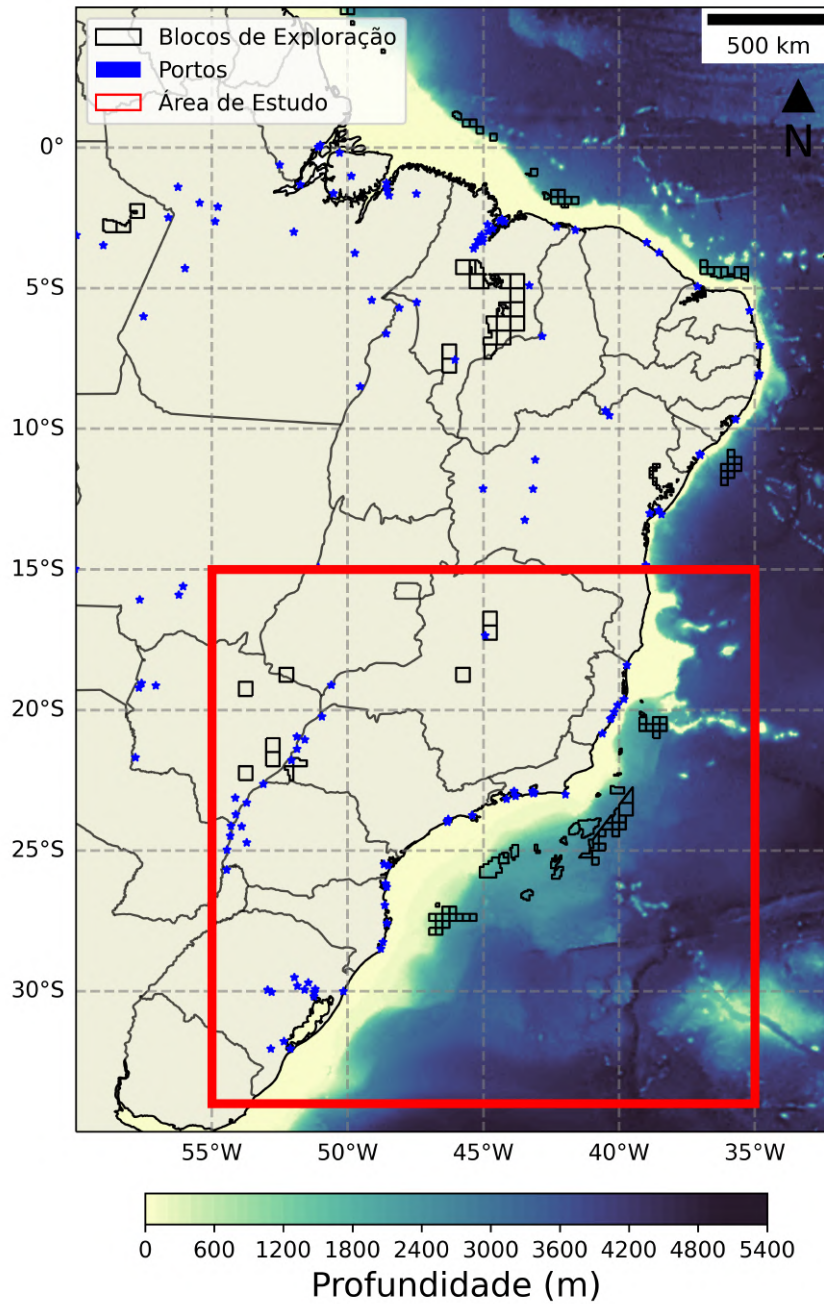 Blocos de Exploração
Portos
Área de Estudo
500 km
N
0°
5°S
10°S
15°S
20°S
25°S
30°S
55°W 50°W 45°W 40°W 35°W
0 600 1200 1800 2400 3000 3600 4200 4800 5400
Profundidade (m)